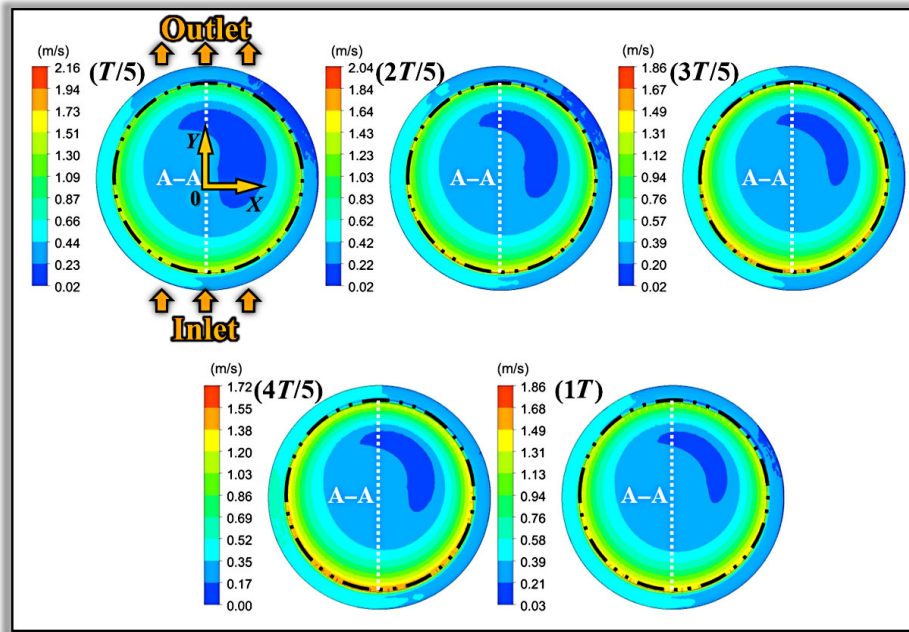 Outlet
(m/s)
2.16
1.94
1.73
1.51
1.30
1.09
0.87
0.66
0.44
0.23
0.02
(T/5)
Y
A–A
0
X
Inlet
(m/s)
2.04
1.84
1.64
1.43
1.23
1.03
0.83
0.62
0.42
0.22
0.02
(2T/5)
A–A
(m/s)
1.86
1.67
1.49
1.31
1.12
0.94
0.76
0.57
0.39
0.20
0.02
(3T/5)
A–A
(m/s)
1.72
1.55
1.38
1.20
1.03
0.86
0.69
0.52
0.35
0.17
0.00
(4T/5)
A–A
(m/s)
1.86
1.68
1.49
1.31
1.13
0.94
0.76
0.58
0.39
0.21
0.03
(1T)
A–A